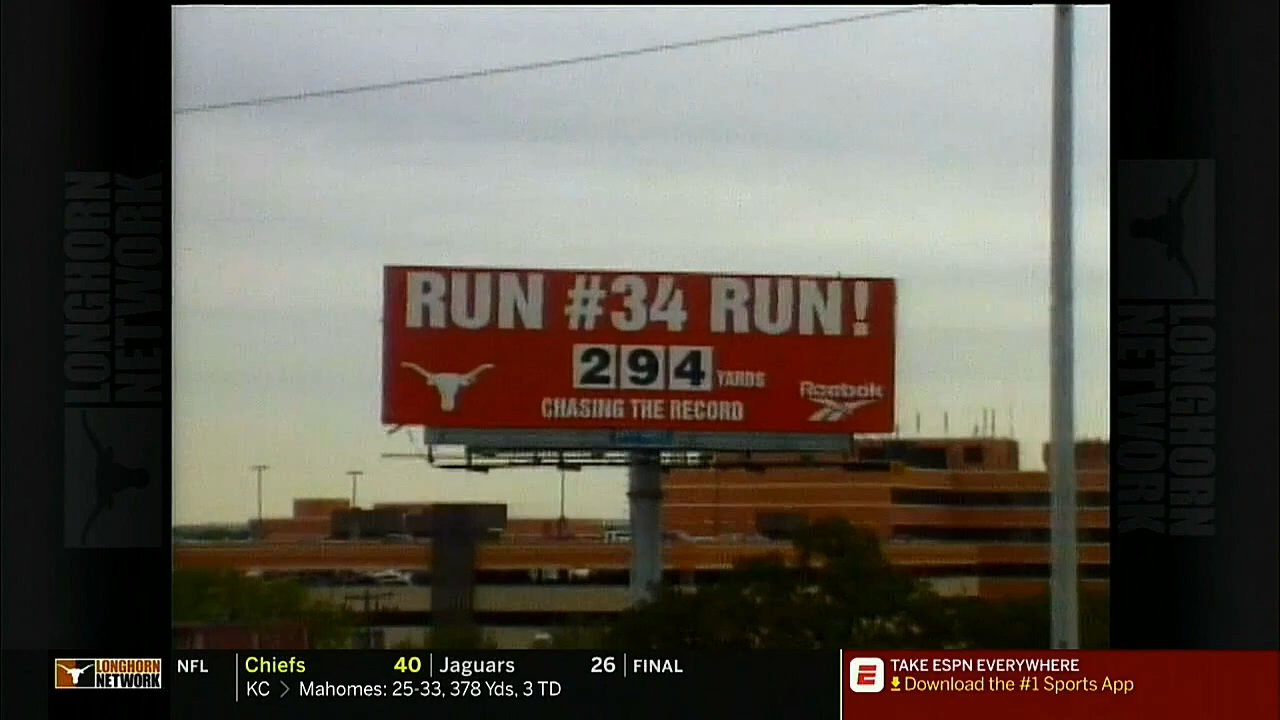 RUN #34 RUN!
294 YARDS
CHASING THE RECORD
Reebok
LONGHORN
NETWORK
LONGHORN
NETWORK
LONGHORN
NETWORK
NFL
Chiefs 40
Jaguars 26
FINAL
KC > Mahomes: 25-33, 378 Yds, 3 TD
TAKE ESPN EVERYWHERE
Download the #1 Sports App